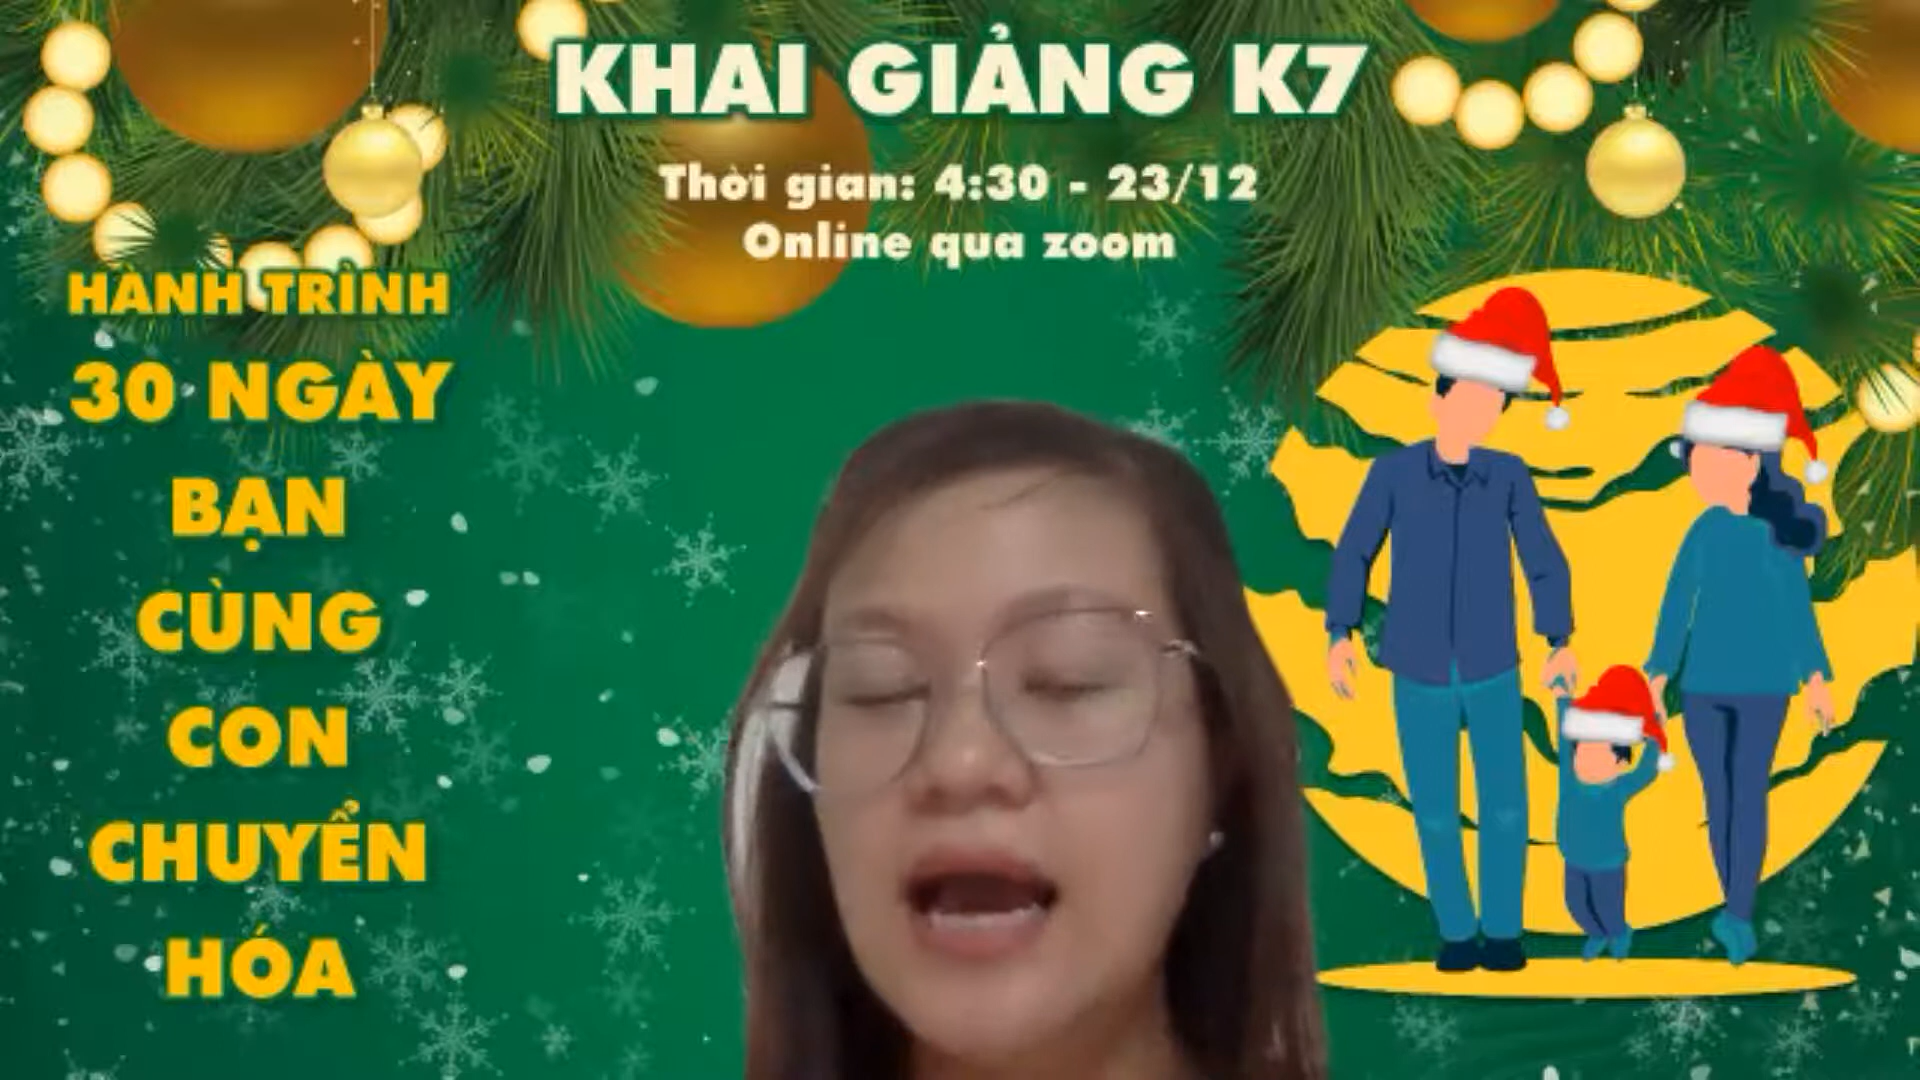 KHAI GIẢNG K7
Thời gian: 4:30 - 23/12
Online qua zoom
HÀNH TRÌNH
30 NGÀY
BẠN
CÙNG
CON
CHUYỂN
HÓA